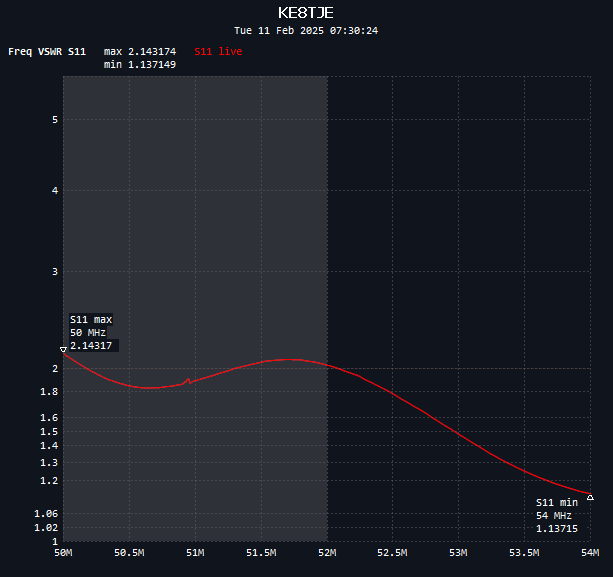 KE8TJE
Tue 11 Feb 2025 07:30:24
Freq VSWR S11 max 2.143174 S11 live
min 1.137149
5
4
3
S11 max
50 MHz
2.14317
2
1.8
1.6
1.5
1.4
1.3
1.2
S11 min
54 MHz
1.13715
1.06
1.02
1
50M 50.5M 51M 51.5M 52M 52.5M 53M 53.5M 54M